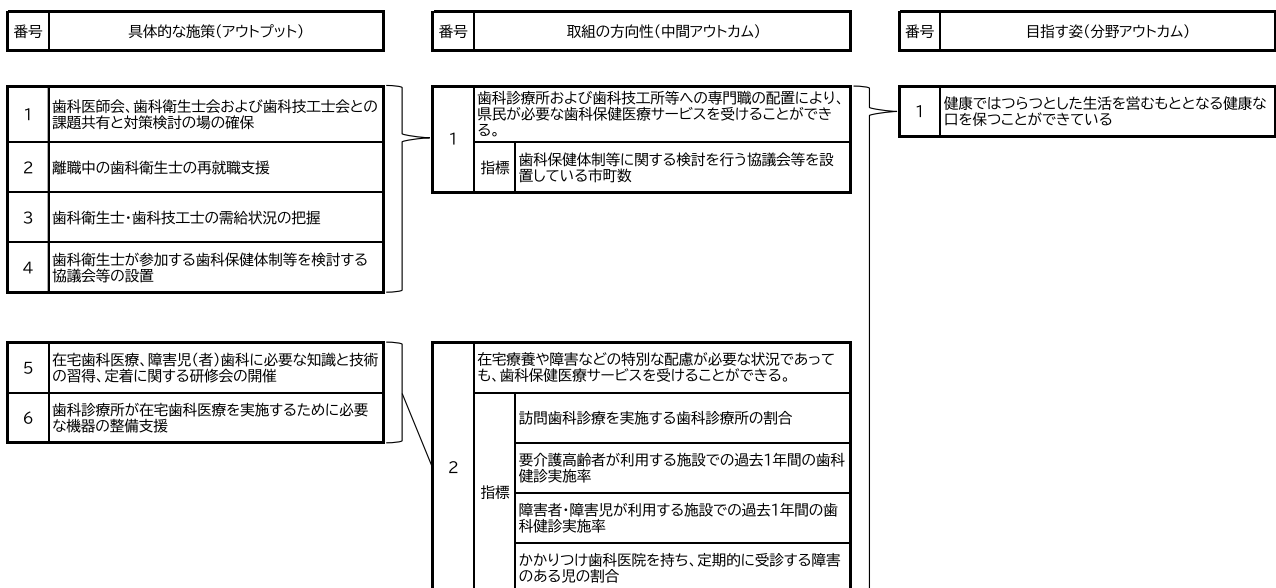 番号
具体的な施策(アウトプット)
番号
取組の方向性(中間アウトカム)
番号
目指す姿(分野アウトカム)
1
歯科医師会、歯科衛生士会および歯科技工士会との
課題共有と対策検討の場の確保
2
離職中の歯科衛生士の再就職支援
3
歯科衛生士・歯科技工士の需給状況の把握
4
歯科衛生士が参加する歯科保健体制等を検討する
協議会等の設置
1
歯科診療所および歯科技工所等への専門職の配置により、
県民が必要な歯科保健医療サービスを受けることができ
る。
指標
歯科保健体制等に関する検討を行う協議会等を設
置している市町数
1
健康ではつらつとした生活を営むもととなる健康な
口を保つことができている
5
在宅歯科医療、障害児(者)歯科に必要な知識と技術
の習得、定着に関する研修会の開催
6
歯科診療所が在宅歯科医療を実施するために必要
な機器の整備支援
2
在宅療養や障害などの特別な配慮が必要な状況であって
も、歯科保健医療サービスを受けることができる。
指標
訪問歯科診療を実施する歯科診療所の割合
要介護高齢者が利用する施設での過去1年間の歯科
健診実施率
障害者・障害児が利用する施設での過去1年間の歯
科健診実施率
かかりつけ歯科医院を持ち、定期的に受診する障害
のある児の割合